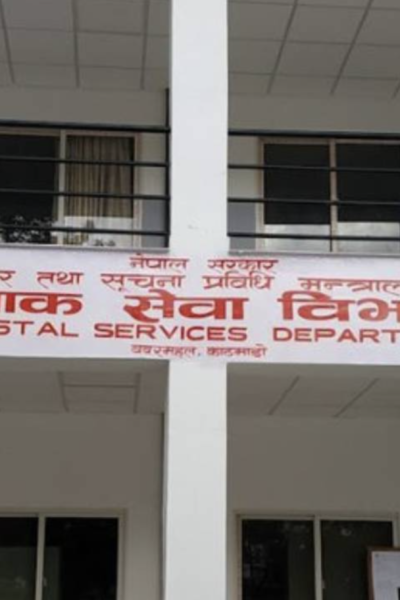 नेपाल सरकार
र तथा सूचना प्रविधि मन्त्राल
ाक सेवा विभ
STAL SERVICES DEPART
बबरमहल, काठमाडौं